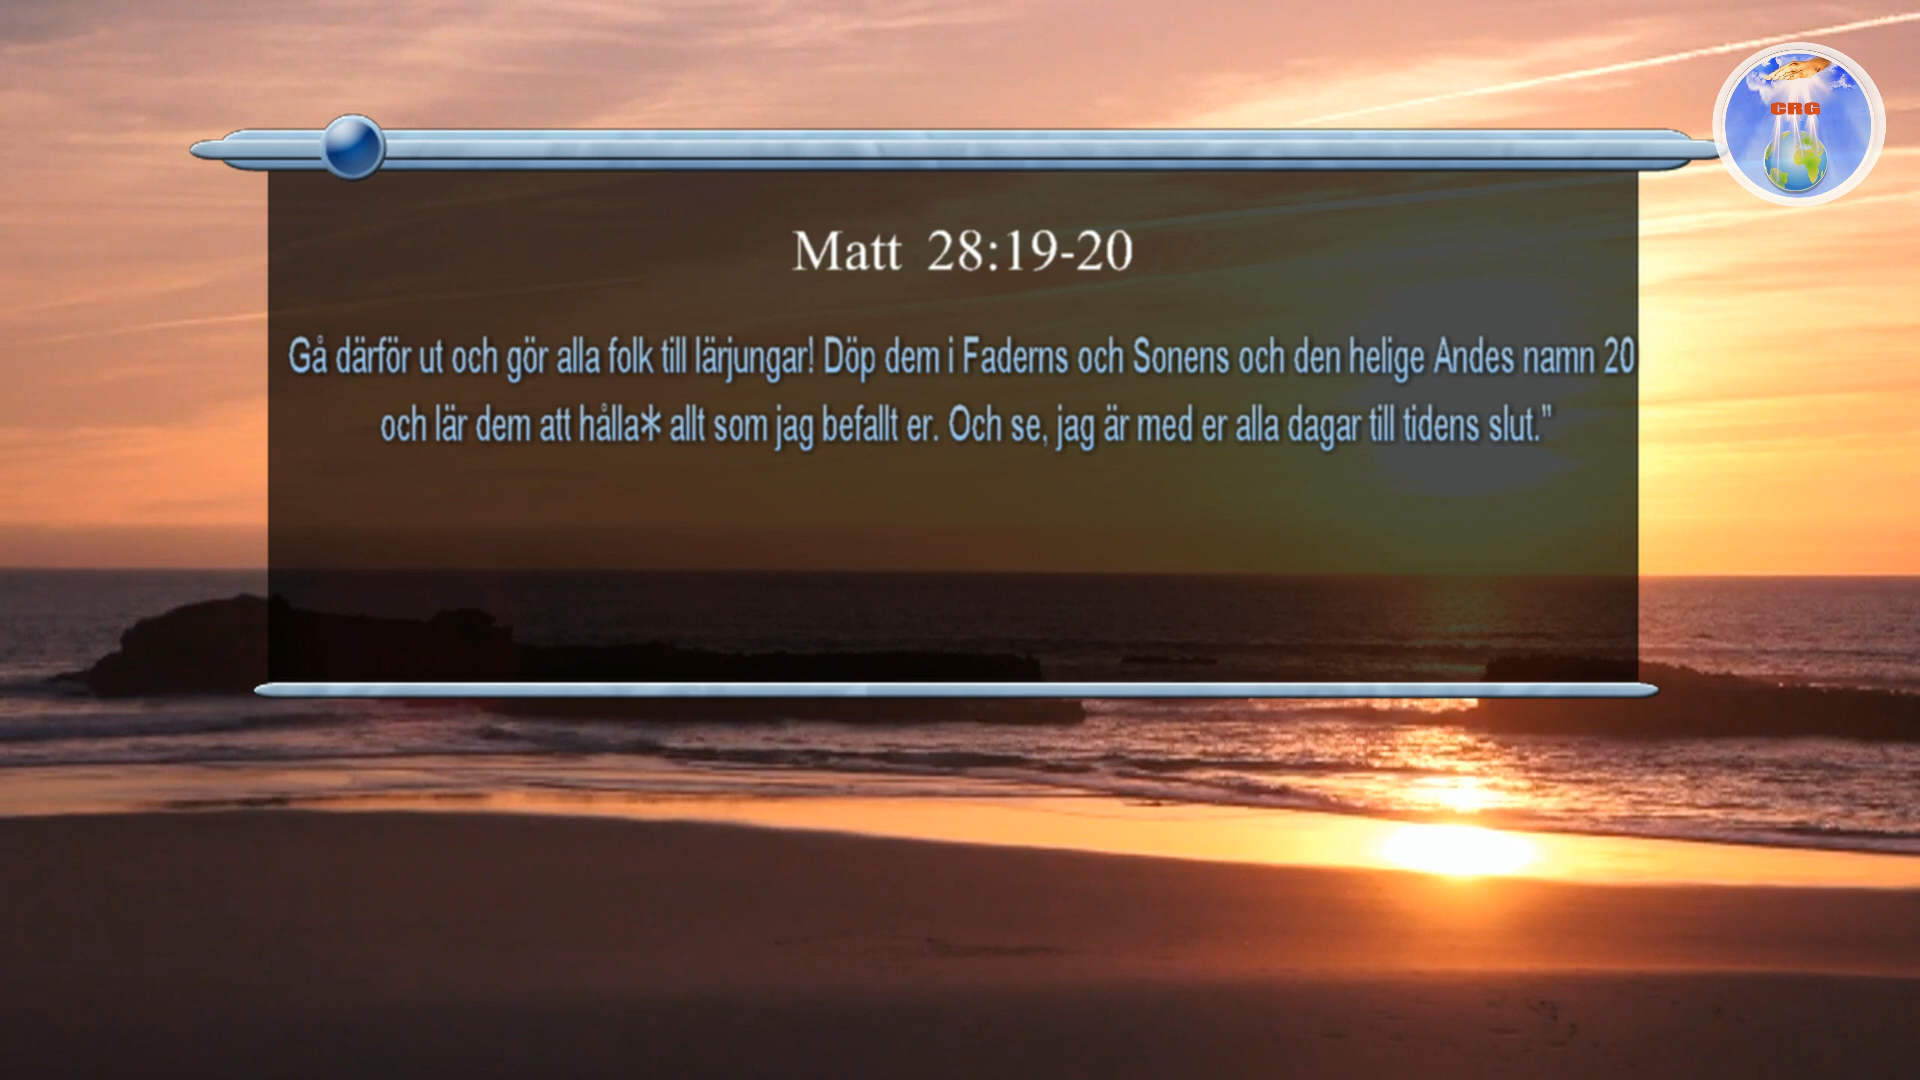 CRG
Matt 28:19-20
Gå därför ut och gör alla folk till lärjungar! Döp dem i Faderns och Sonens och den helige Andes namn 20
och lär dem att hålla* allt som jag befallt er. Och se, jag är med er alla dagar till tidens slut."